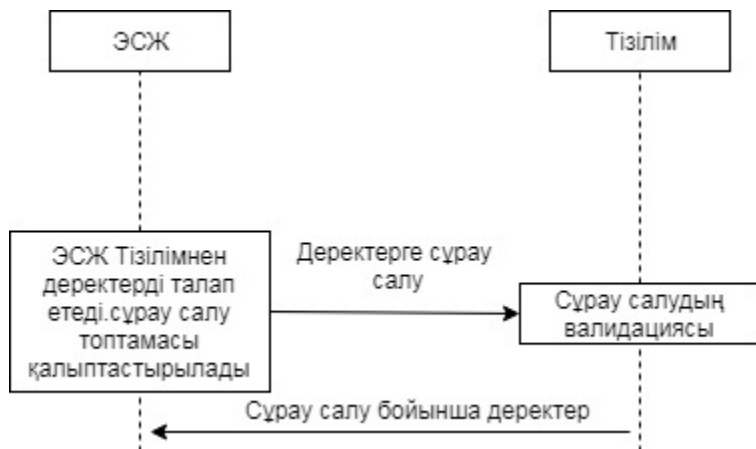 ЭСЖ
Тізілім
ЭСЖ Тізілімнен
деректерді талап
етеді.сұрау салу
топтамасы
қалыптастырылады
Деректерге сұрау
салу
Сұрау салудың
валидациясы
Сұрау салу бойынша деректер